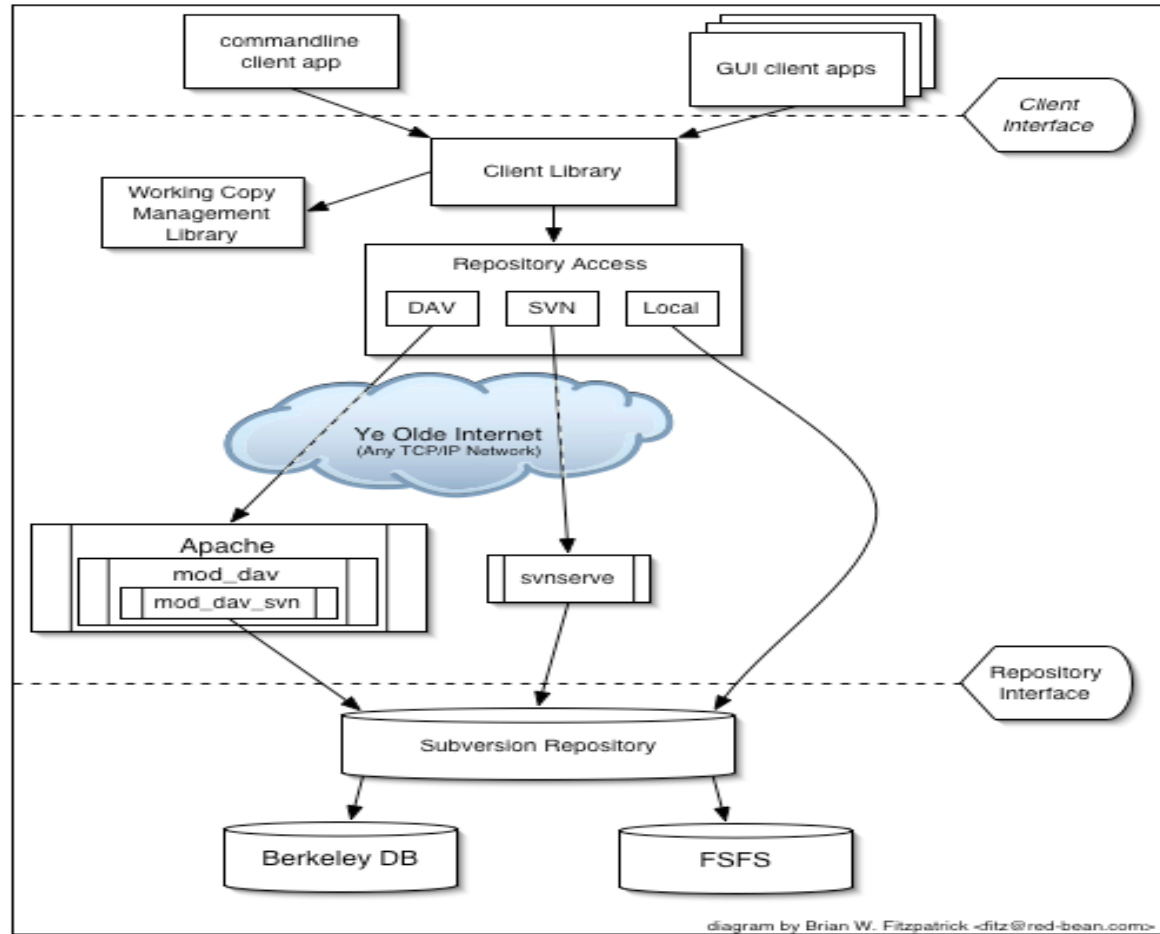 commandline
client app
GUI client apps
Client
Interface
Client Library
Working Copy
Management
Library
Repository Access
DAV
SVN
Local
Ye Olde Internet
(Any TCP/IP Network)
Apache
mod_dav
mod_dav_svn
svnserve
Repository
Interface
Subversion Repository
Berkeley DB
FSFS
diagram by Brian W. Fitzpatrick <fitz@red-bean.com>